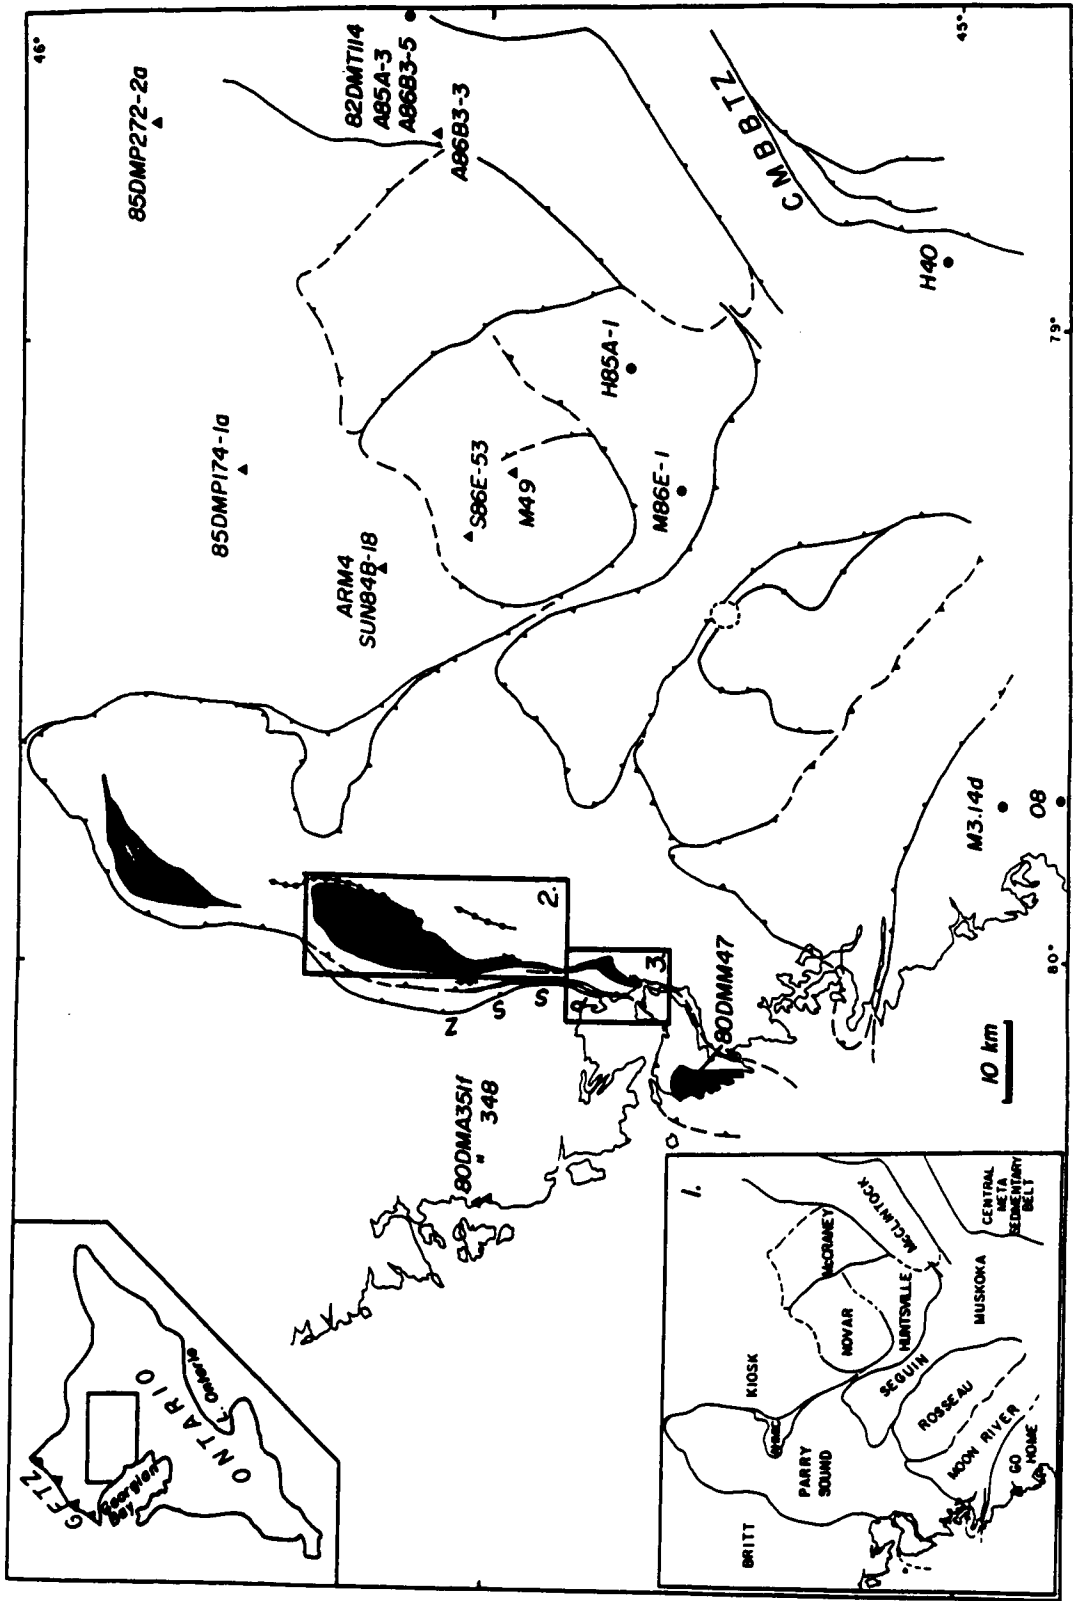 46°
45°
85DMP272-2a
82DMT114
A85A-3
A86B3-5
A86B3-3
CMBBTZ
H40
79°
85DMP174-1a
H85A-1
S86E-53
M49
M86E-1
ARM4
SUN84B-18
M3.14d
08
80°
2.
3.
Z
S
S
80DMM47
80DMA351f
" 348
10 km
GFTZ
Georgian
Bay
ONTARIO
L. Ontario
1.
McCRANEY
McCLINTOCK
CENTRAL
META
SEDIMENTARY
BELT
NOVAR
HUNTSVILLE
MUSKOKA
KIOSK
SEGUIN
ROSSEAU
MOON RIVER
GO
HOME
PARRY
SOUND
BRITT